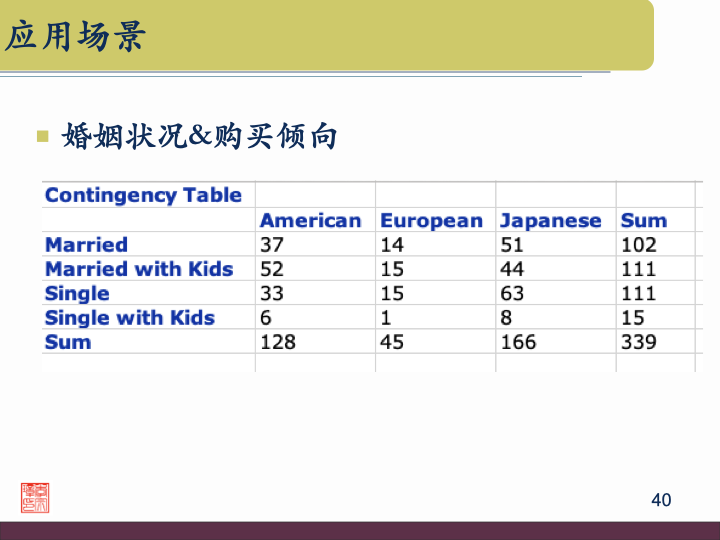 应用场景
婚姻状况&购买倾向
Contingency Table
American European Japanese Sum
Married 37 14 51 102
Married with Kids 52 15 44 111
Single 33 15 63 111
Single with Kids 6 1 8 15
Sum 128 45 166 339
40